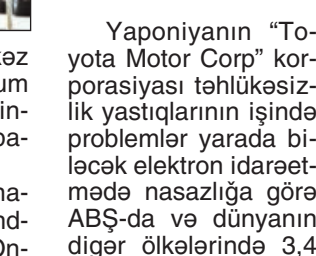 Yaponiyanın “To-
yota Motor Corp” kor-
porasiyası təhlükəsiz-
lik yastıqlarının işində
problemlər yarada bi-
ləcək elektron idarəet-
mədə nasazlığa görə
ABŞ-da və dünyanın
digər ölkələrində 3,4